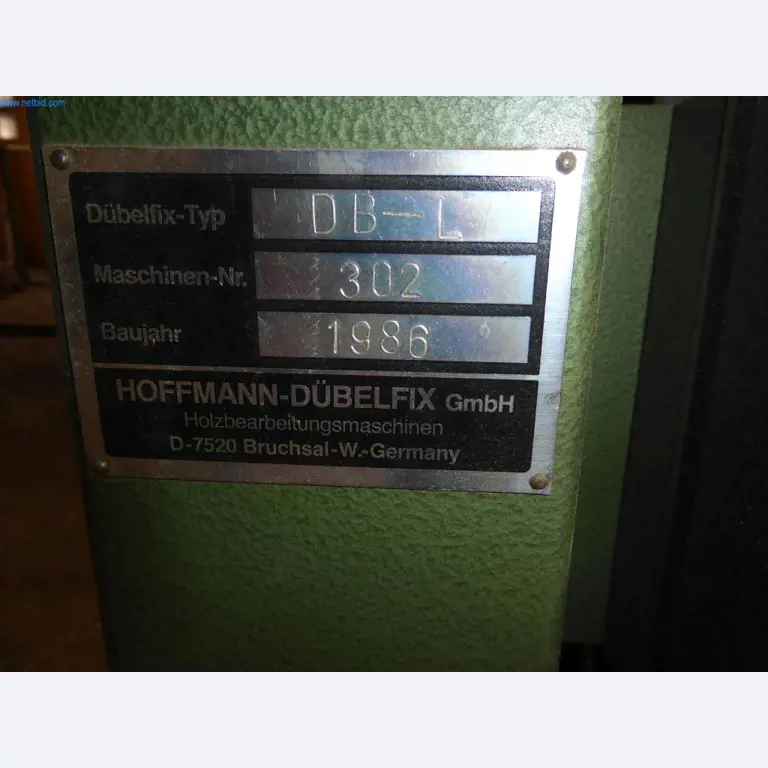 www.netbid.com
Dübelfix-Typ DB-L
Maschinen-Nr. 302
Baujahr 1986
HOFFMANN-DÜBELFIX GmbH
Holzbearbeitungsmaschinen
D-7520 Bruchsal-W.-Germany